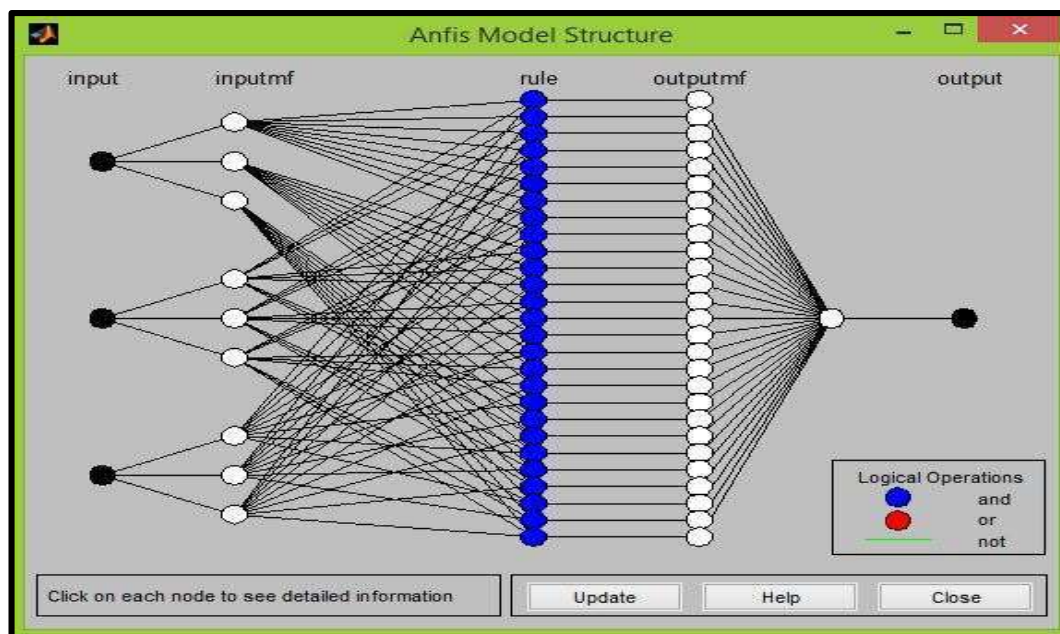 Anfis Model Structure
input inputmf rule outputmf output
Logical Operations
and
or
not
Click on each node to see detailed information
Update Help Close